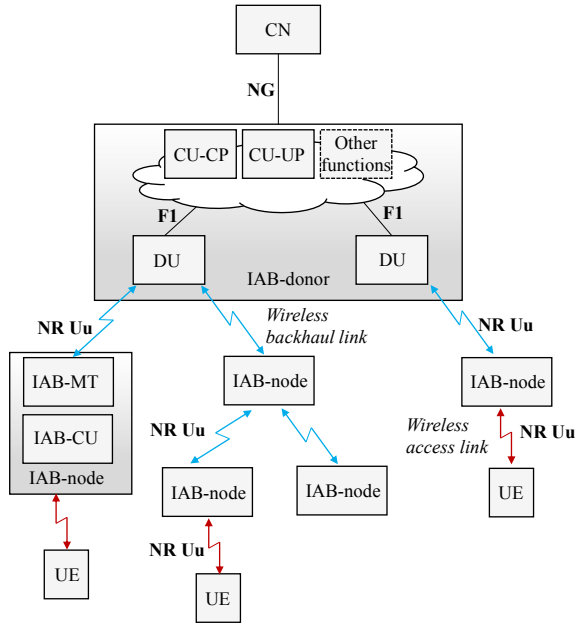 CN
NG
CU-CP
CU-UP
Other
functions
F1
F1
DU
DU
IAB-donor
NR Uu
Wireless
backhaul link
NR Uu
IAB-MT
IAB-CU
IAB-node
IAB-node
IAB-node
NR Uu
Wireless
access link
NR Uu
IAB-node
IAB-node
UE
NR Uu
UE
UE